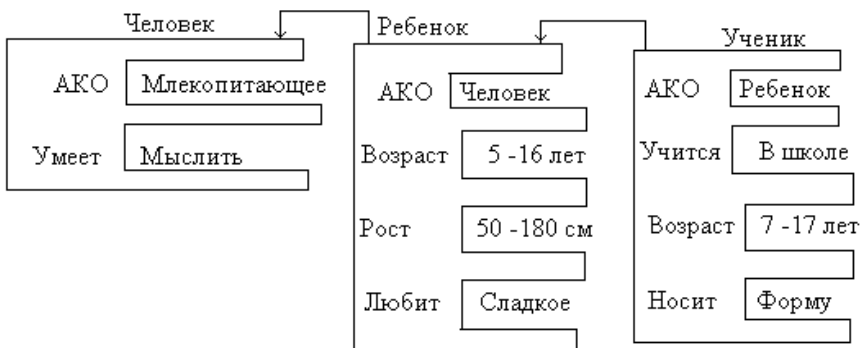 Человек
АКО Млекопитающее
Умеет Мыслить
Ребенок
АКО Человек
Возраст 5 -16 лет
Рост 50 -180 см
Любит Сладкое
Ученик
АКО Ребенок
Учится В школе
Возраст 7 -17 лет
Носит Форму